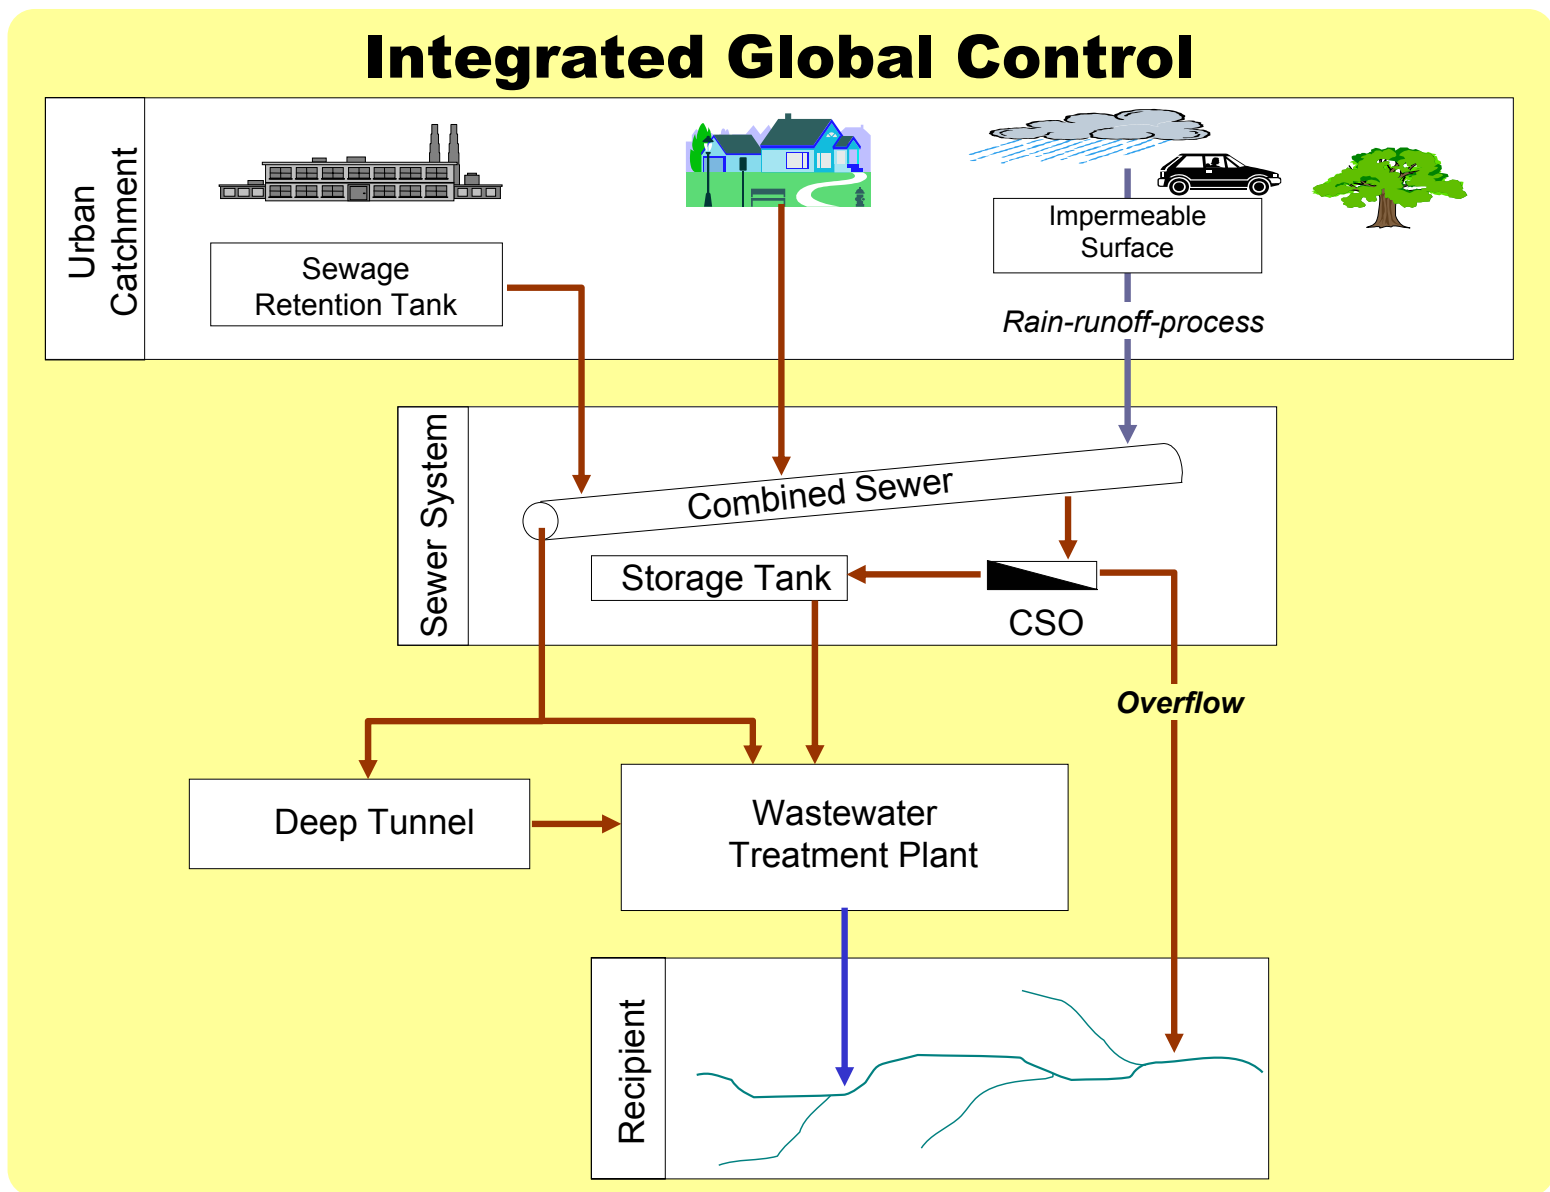 Integrated Global Control
Urban
Catchment
Sewage
Retention Tank
Impermeable
Surface
Rain-runoff-process
Sewer System
Combined Sewer
Storage Tank
CSO
Overflow
Deep Tunnel
Wastewater
Treatment Plant
Recipient